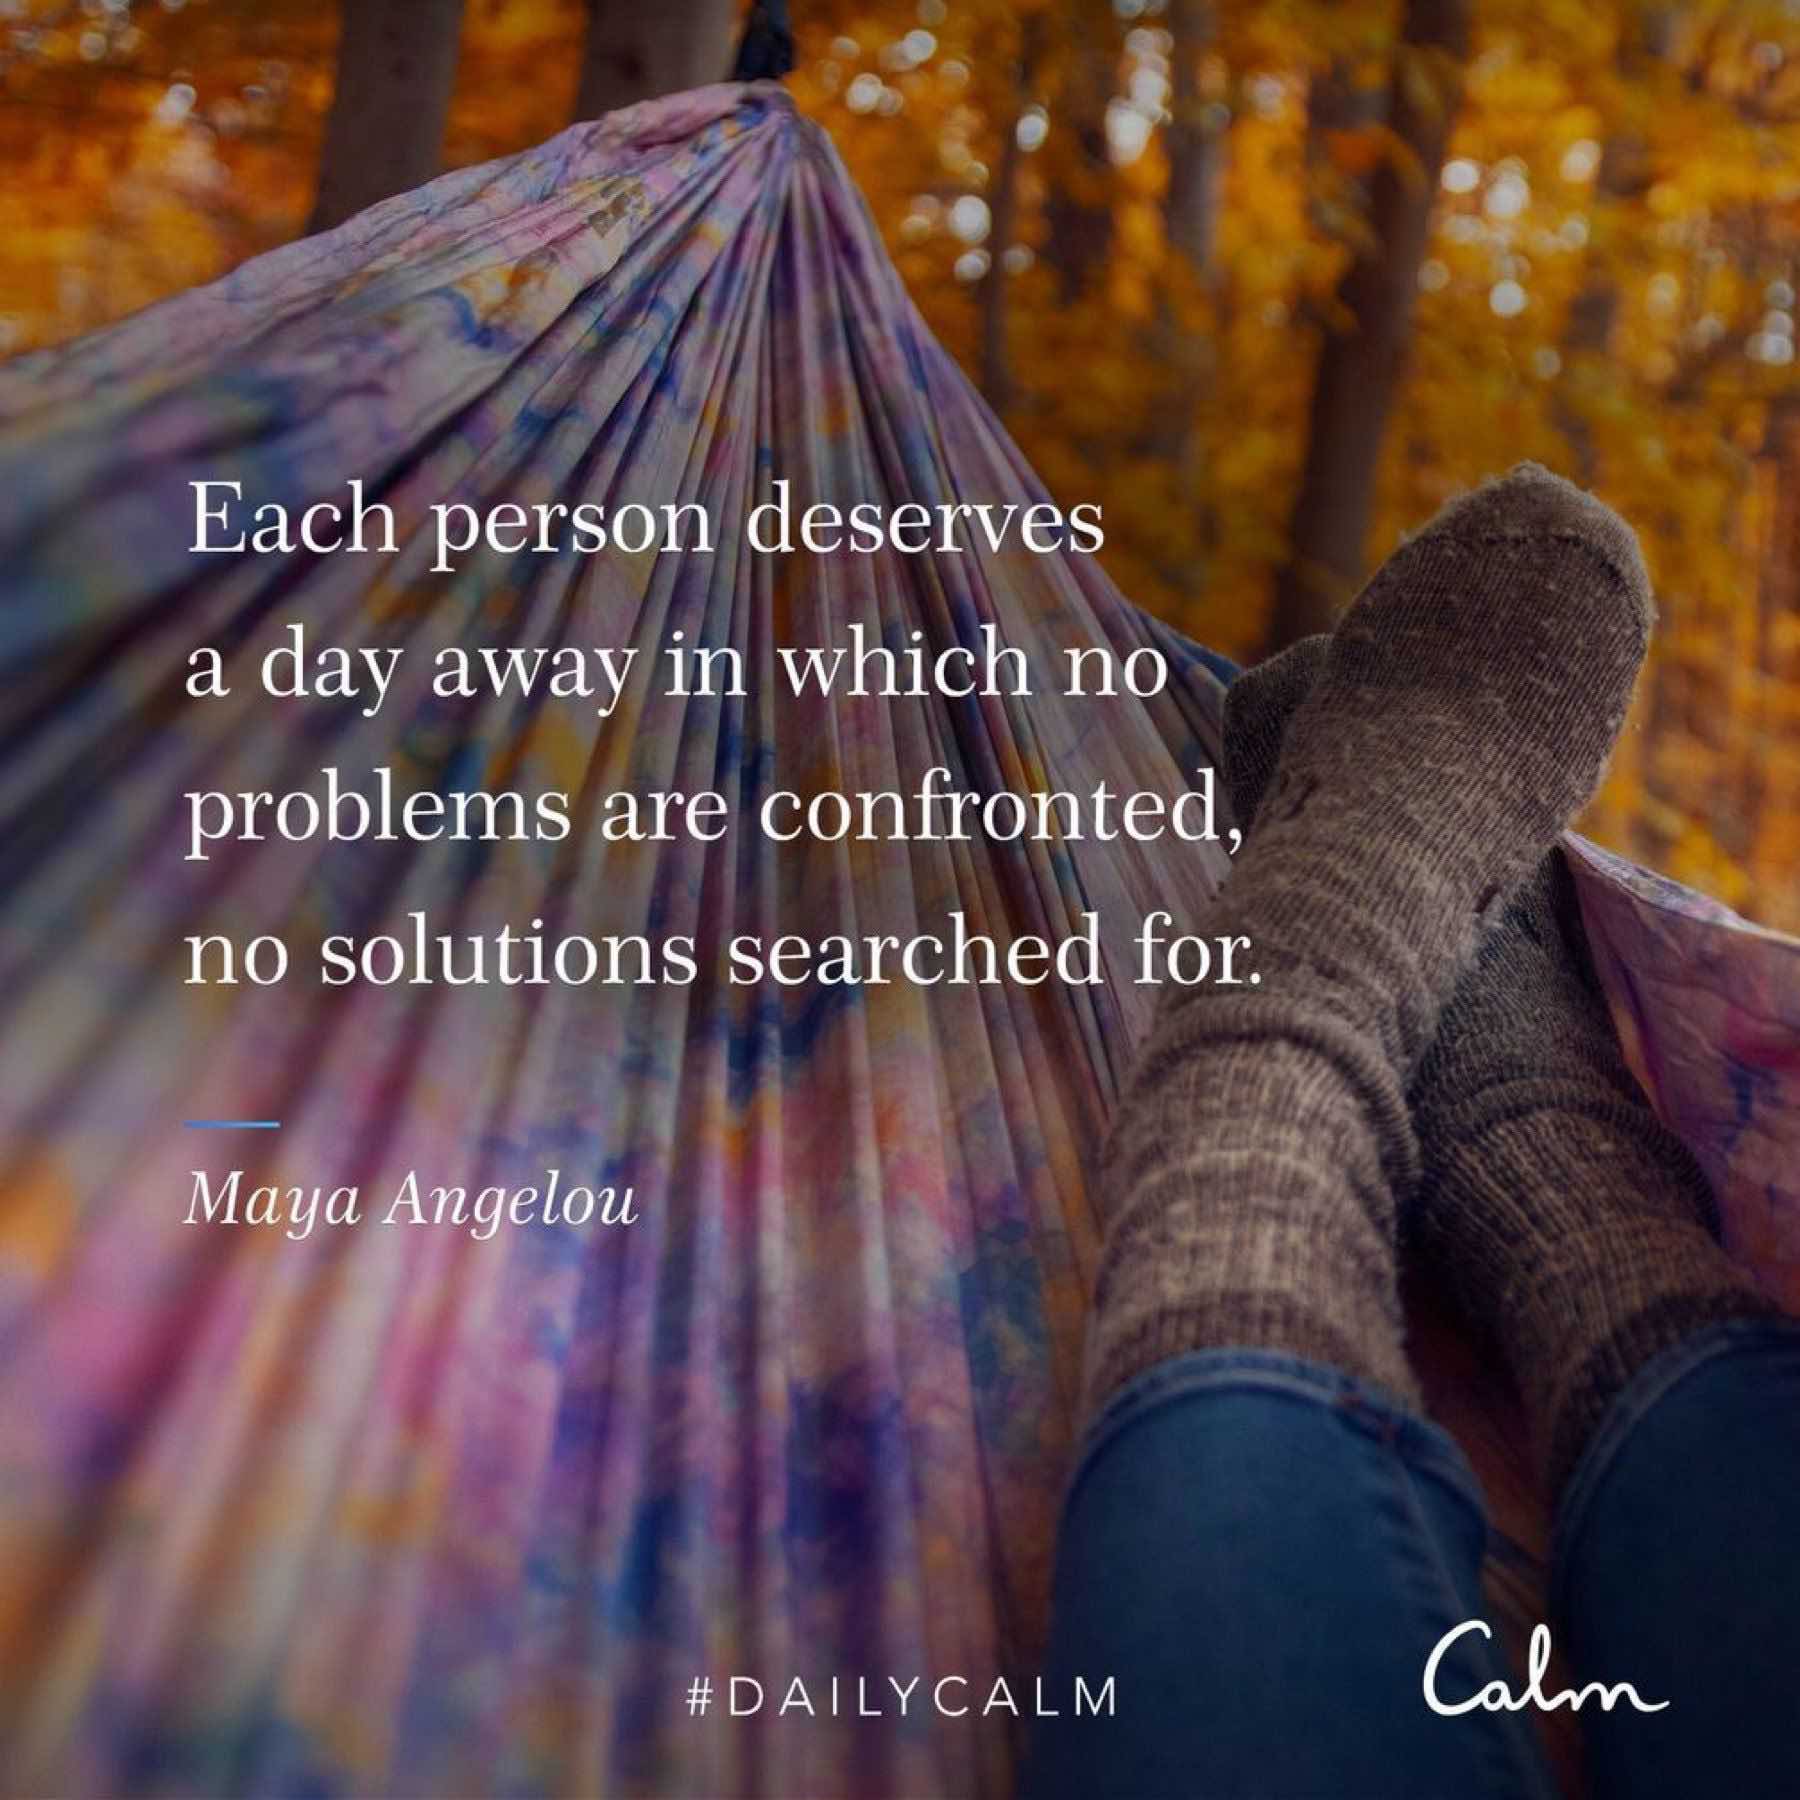 Each person deserves
a day away in which no
problems are confronted,
no solutions searched for.
Maya Angelou
#DAILYCALM
Calm